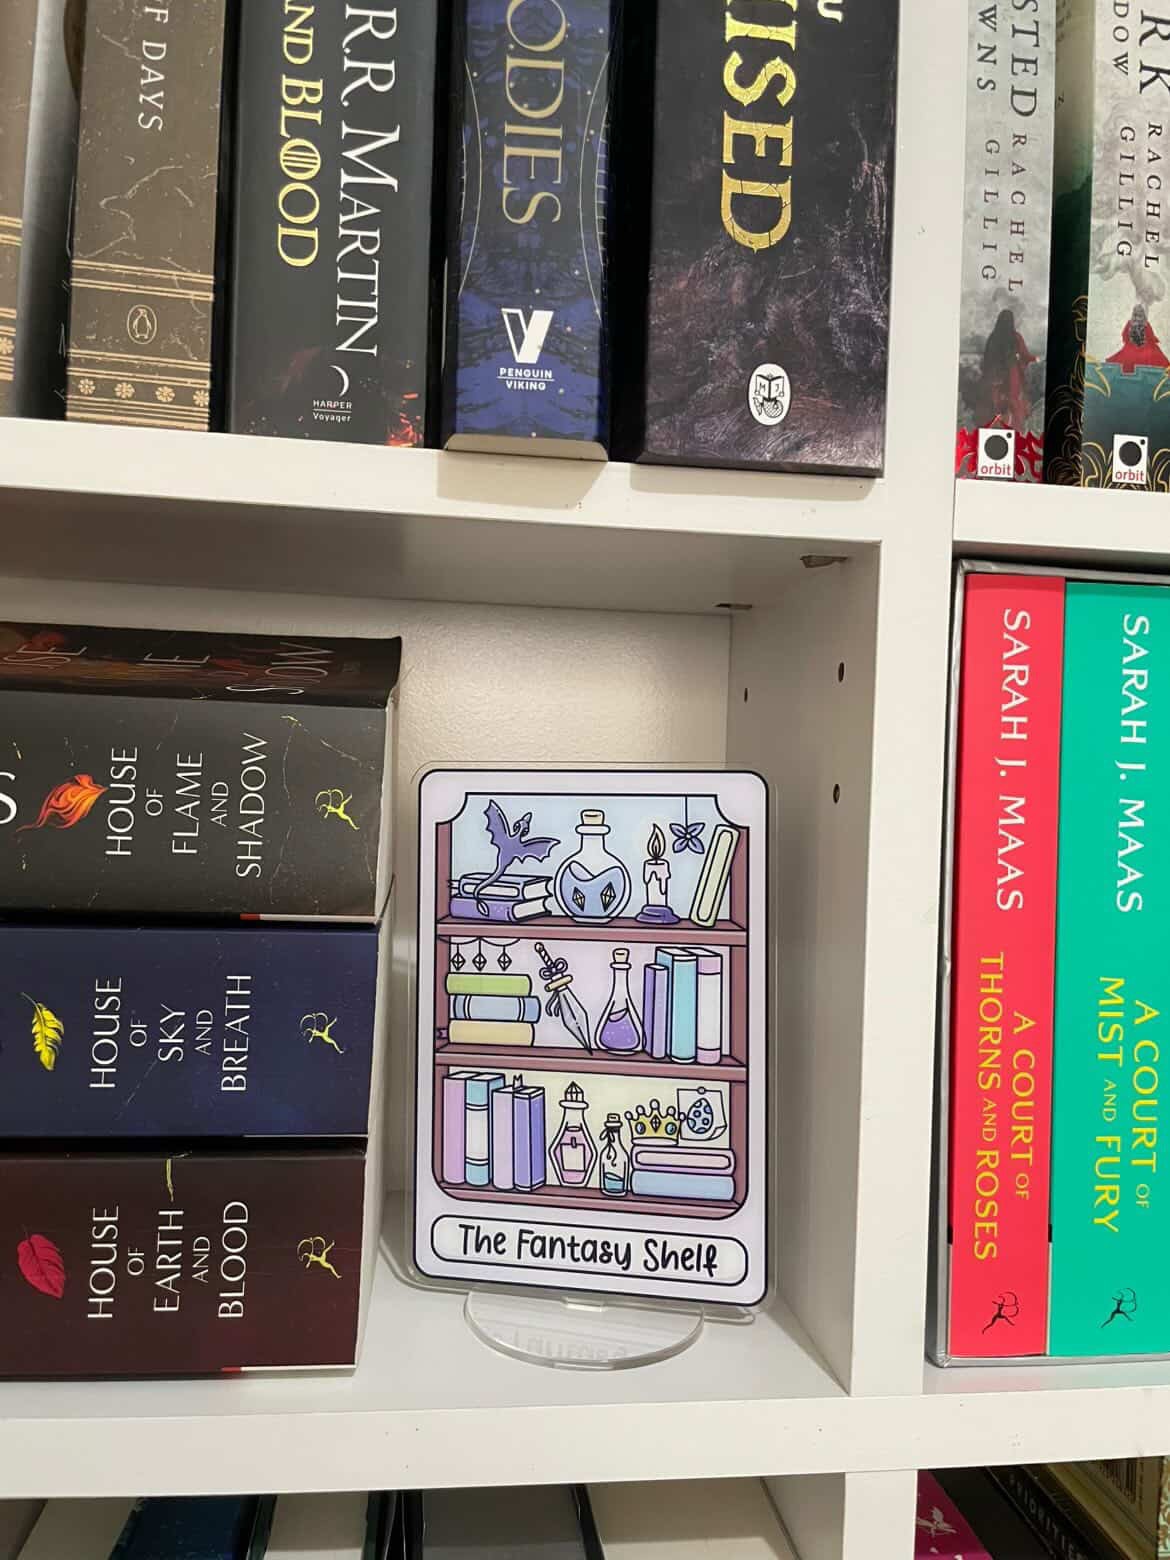 F DAYS
RR MARTIN
AND BLOOD
HARPER
Voyager
ODIES
PENGUIN
VIKING
ISED
STED
WNS
RACHEL
GILLIG
orbit
RK
DOW
RACHEL
GILLIG
orbit
HOUSE
OF
FLAME
AND
SHADOW
HOUSE
OF
SKY
AND
BREATH
HOUSE
OF
EARTH
AND
BLOOD
The Fantasy Shelf
SARAH J. MAAS
A COURT OF
THORNS AND ROSES
SARAH J. MAAS
A COURT OF
MIST AND FURY